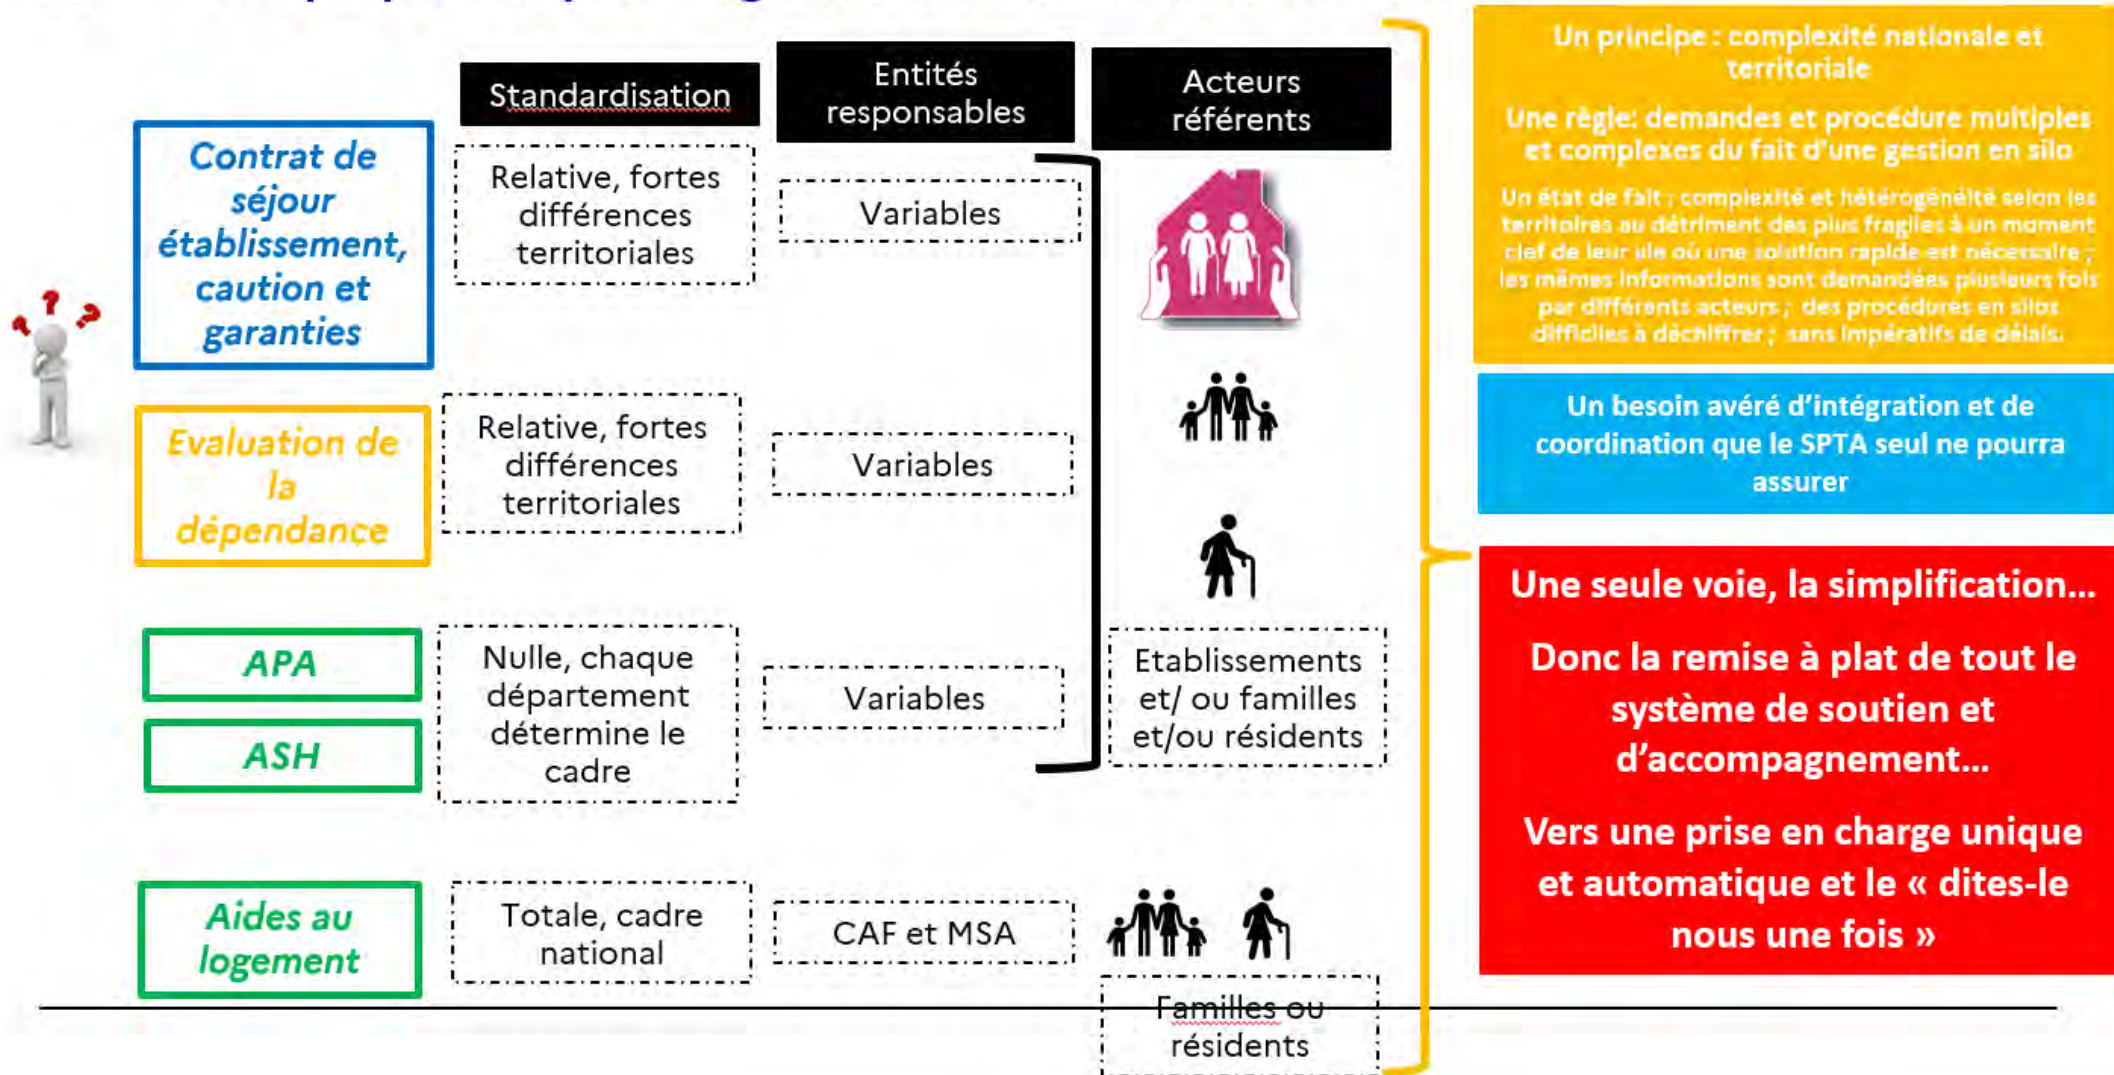 Standardisation
Entités
responsables
Acteurs
référents
Contrat de
séjour
établissement,
caution et
garanties
Relative, fortes
différences
territoriales
Variables
Evaluation de
la
dépendance
Relative, fortes
différences
territoriales
Variables
APA
ASH
Nulle, chaque
département
détermine le
cadre
Variables
Etablissements
et/ ou familles
et/ou résidents
Aides au
logement
Totale, cadre
national
CAF et MSA
Familles ou
résidents
Un principe : complexité nationale et
territoriale
Une règle: demandes et procédure multiples
et complexes du fait d'une gestion en silo
Un état de fait : complexité et hétérogénéité selon les
territoires au détriment des plus fragiles à un moment
clef de leur vie où une solution rapide est nécessaire ;
les mêmes informations sont demandées plusieurs fois
par différents acteurs ; des procédures en silos
difficiles à déchiffrer ; sans impératifs de délais.
Un besoin avéré d'intégration et de
coordination que le SPTA seul ne pourra
assurer
Une seule voie, la simplification...
Donc la remise à plat de tout le
système de soutien et
d'accompagnement...
Vers une prise en charge unique
et automatique et le « dites-le
nous une fois »